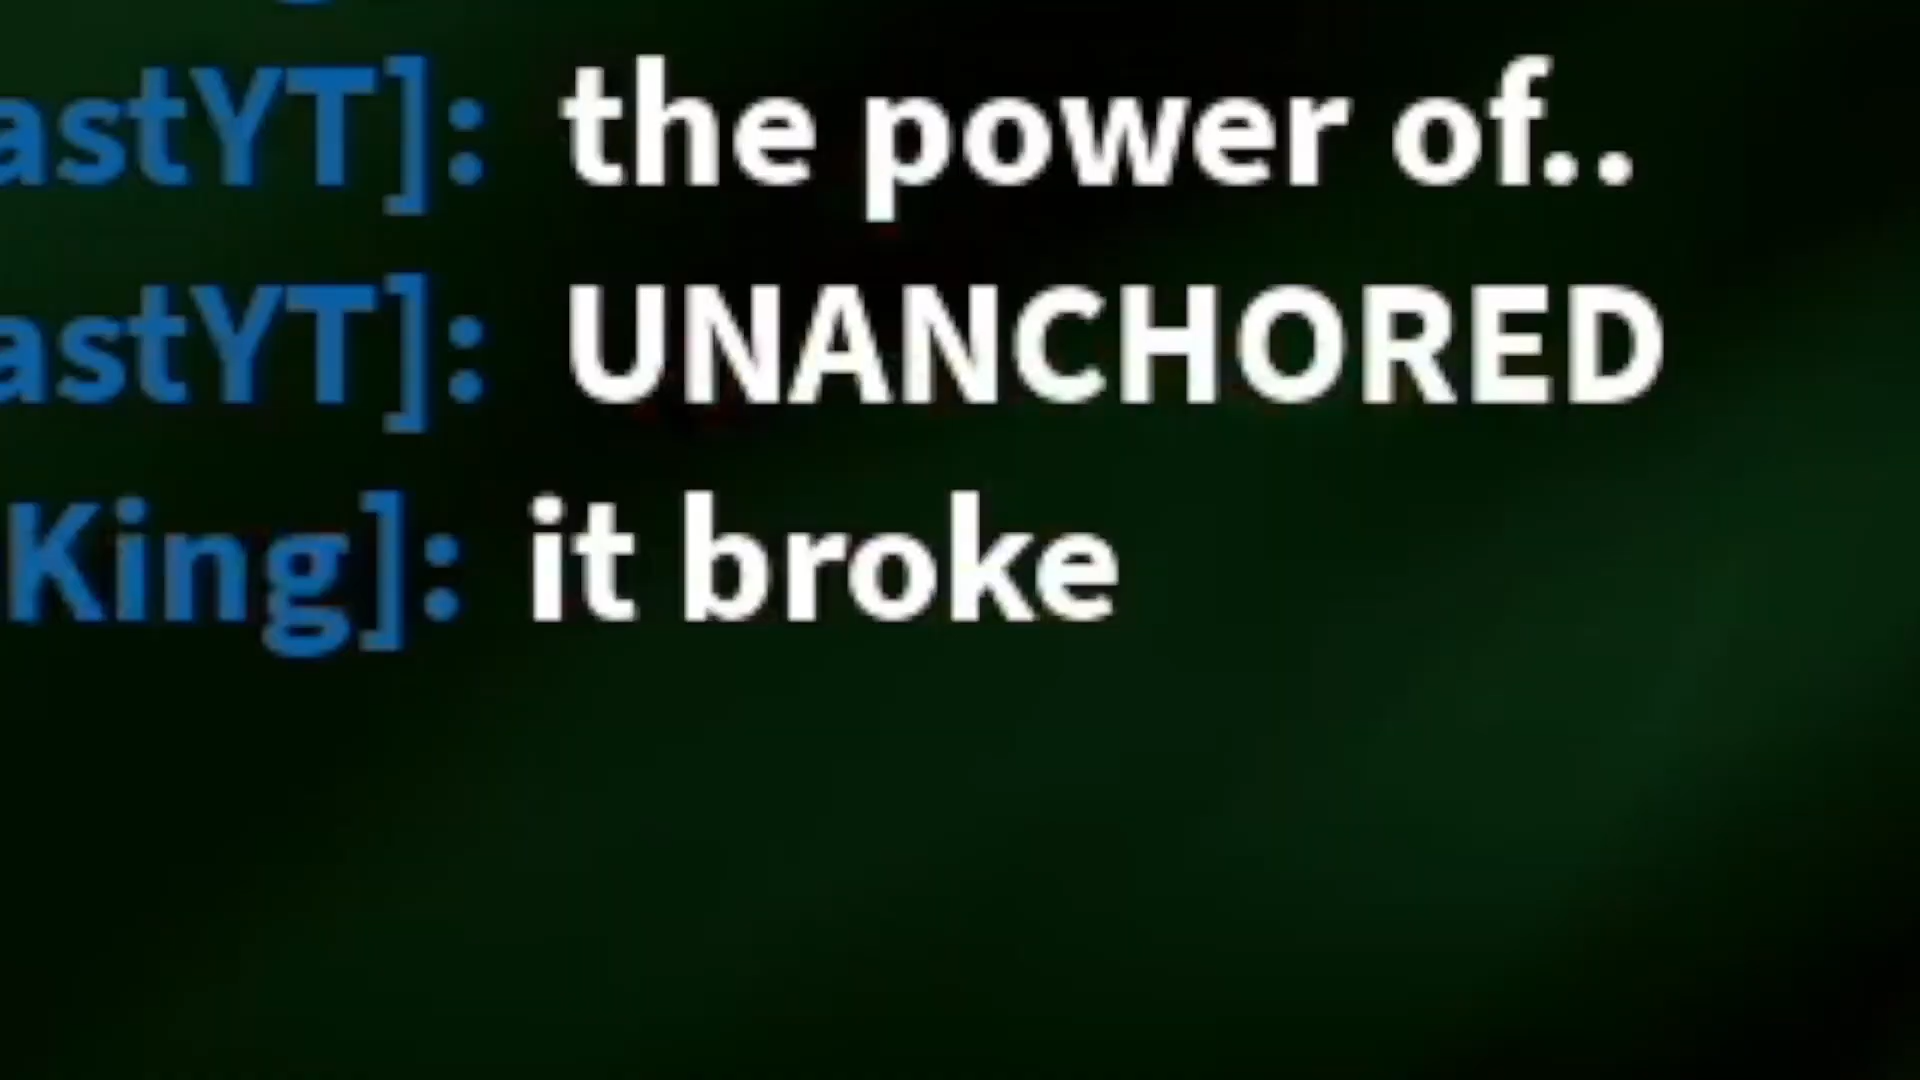 astYT]: the power of..
astYT]: UNANCHORED
King]: it broke